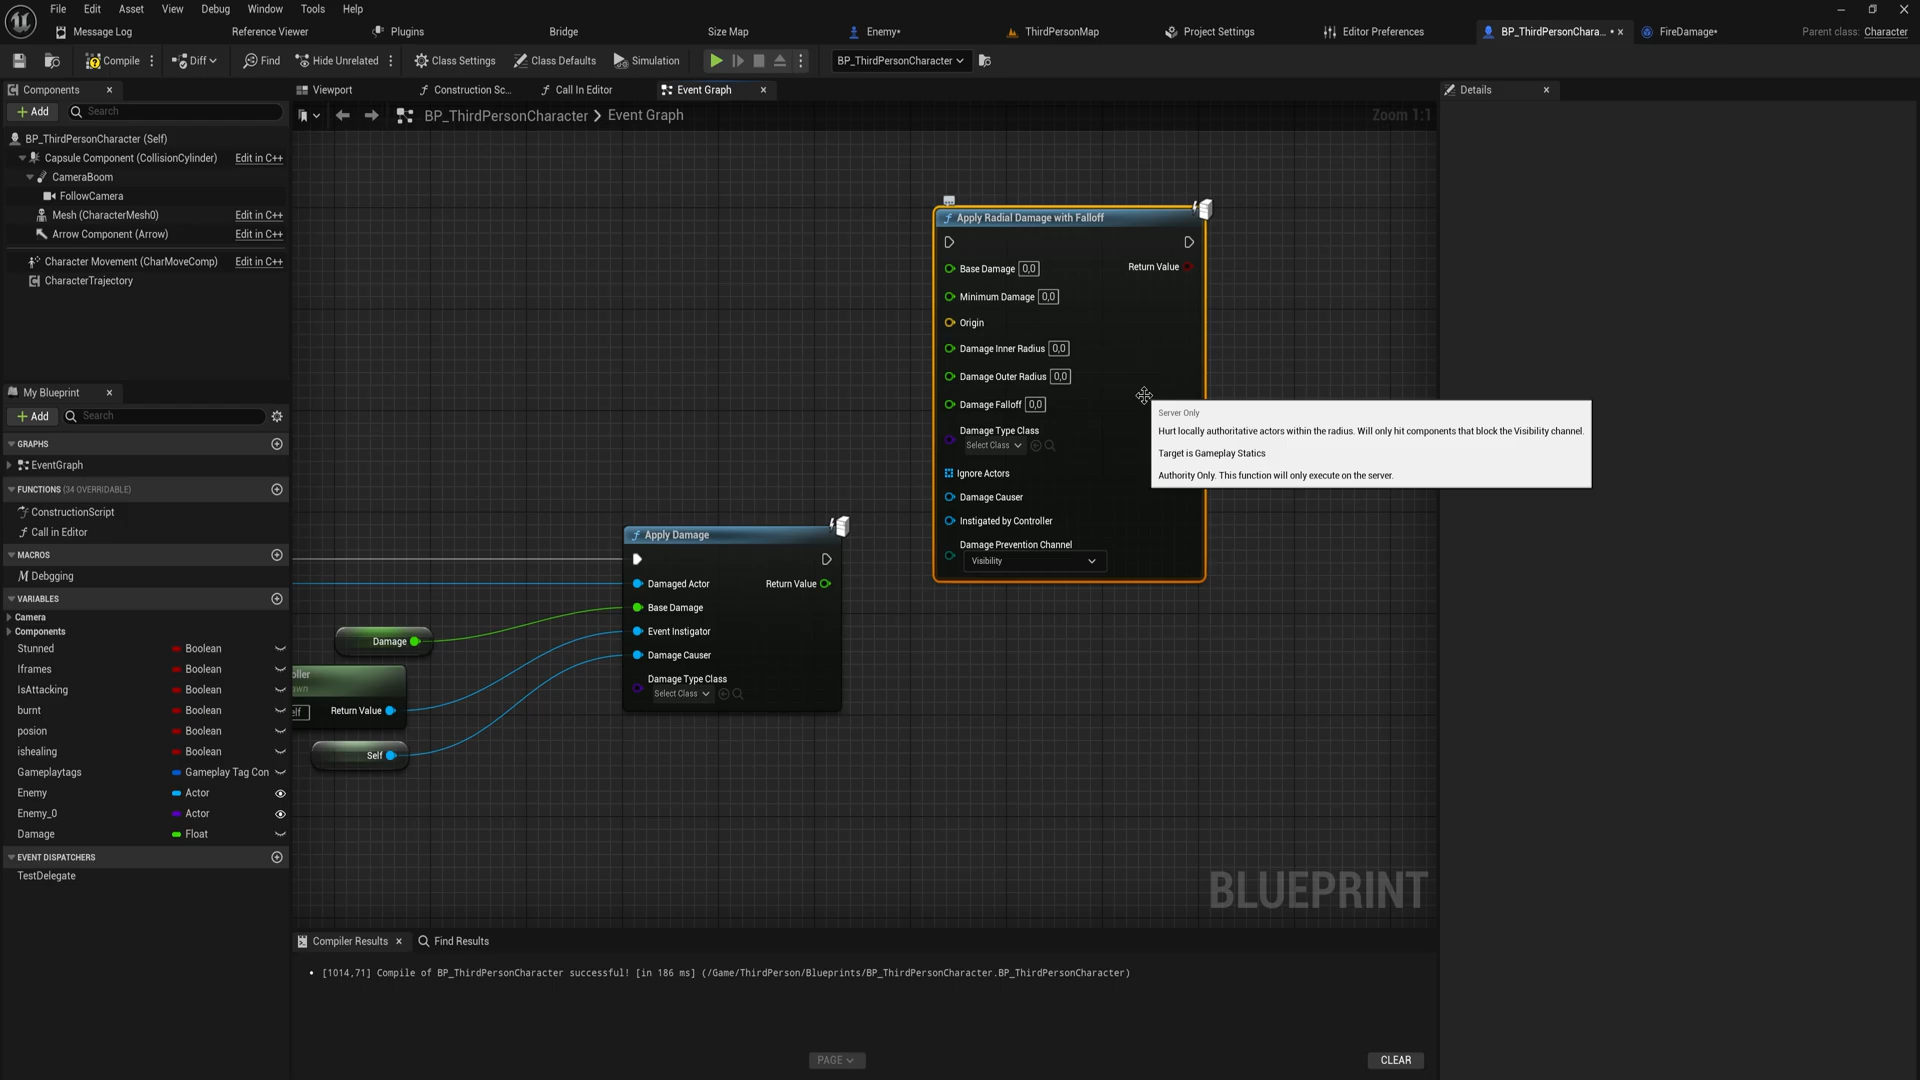 File Edit Asset View Debug Window Tools Help
Message Log Reference Viewer Plugins Bridge Size Map Enemy* ThirdPersonMap Project Settings Editor Preferences BP_ThirdPersonChara... • FireDamage* Parent class: Character
Compile Diff Find Hide Unrelated Class Settings Class Defaults Simulation BP_ThirdPersonCharacter
Components
Viewport Construction Sc... Call In Editor Event Graph Details
+ Add Search
BP_ThirdPersonCharacter > Event Graph Zoom 1:1
BP_ThirdPersonCharacter (Self)
Capsule Component (CollisionCylinder) Edit in C++
CameraBoom
FollowCamera
Mesh (CharacterMesh0) Edit in C++
Arrow Component (Arrow) Edit in C++
Character Movement (CharMoveComp) Edit in C++
CharacterTrajectory
My Blueprint
+ Add Search
GRAPHS
EventGraph
FUNCTIONS (34 OVERRIDABLE)
ConstructionScript
Call in Editor
MACROS
Debgging
VARIABLES
Camera
Components
Stunned Boolean
Iframes Boolean
IsAttacking Boolean
burnt Boolean
posion Boolean
ishealing Boolean
Gameplaytags Gameplay Tag Con
Enemy Actor
Enemy_0 Actor
Damage Float
EVENT DISPATCHERS
TestDelegate
Apply Radial Damage with Falloff
Base Damage 0,0 Return Value
Minimum Damage 0,0
Origin
Damage Inner Radius 0,0
Damage Outer Radius 0,0
Damage Falloff 0,0
Damage Type Class
Select Class
Ignore Actors
Damage Causer
Instigated by Controller
Damage Prevention Channel
Visibility
Server Only
Hurt locally authoritative actors within the radius. Will only hit components that block the Visibility channel.
Target is Gameplay Statics
Authority Only. This function will only execute on the server.
Apply Damage
Damaged Actor Return Value
Base Damage
Event Instigator
Damage Causer
Damage Type Class
Select Class
Damage
oller
awn
elf Return Value
Self
BLUEPRINT
Compiler Results Find Results
• [1014,71] Compile of BP_ThirdPersonCharacter successful! [in 186 ms] (/Game/ThirdPerson/Blueprints/BP_ThirdPersonCharacter.BP_ThirdPersonCharacter)
PAGE CLEAR